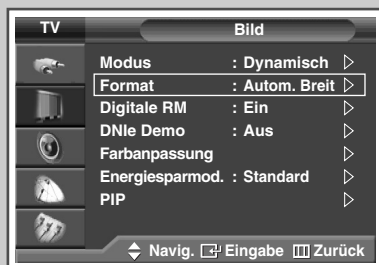 TV Bild
Modus : Dynamisch
Format : Autom. Breit
Digitale RM : Ein
DNIe Demo : Aus
Farbanpassung
Energiesparmod. : Standard
PIP
Navig. Eingabe Zurück